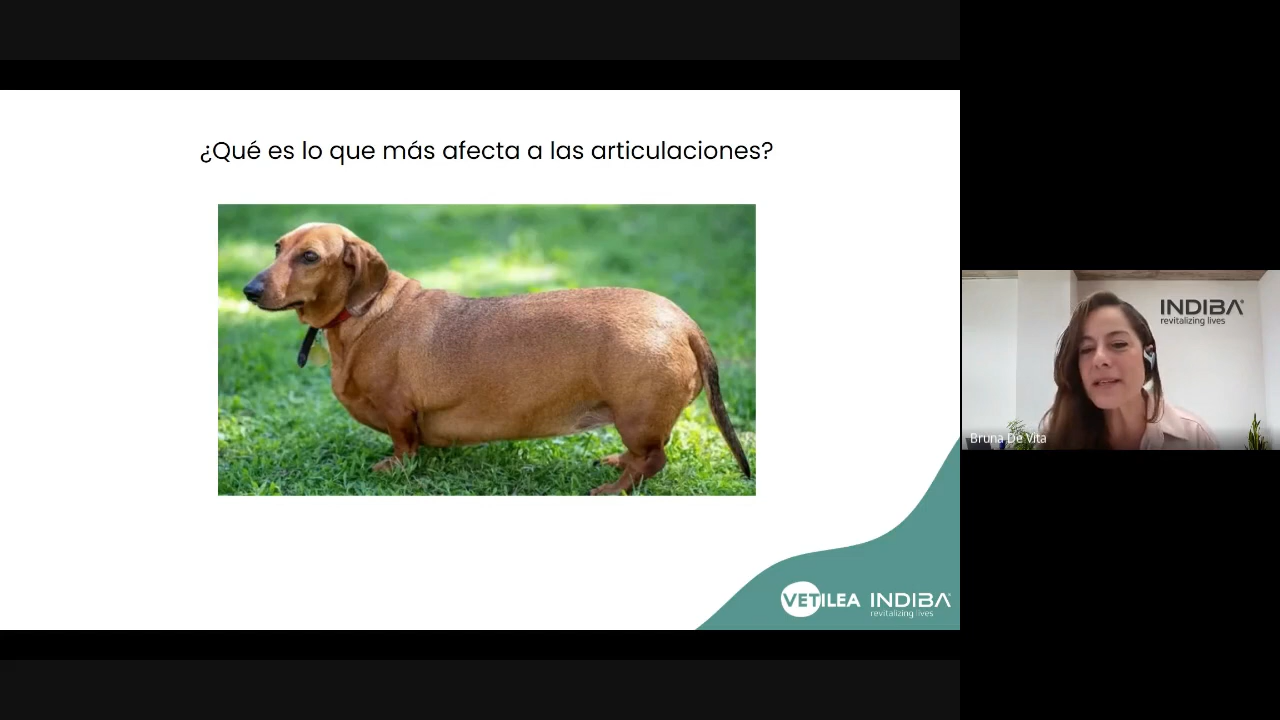 ¿Qué es lo que más afecta a las articulaciones?
INDIBA®
revitalizing lives
Bruna De Vita
VETILEA INDIBA®
revitalizing lives